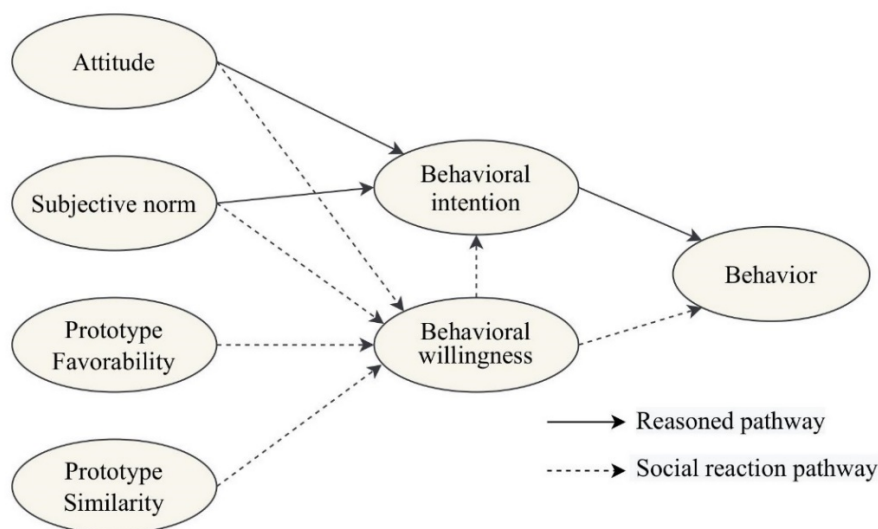 Attitude
Subjective norm
Prototype
Favorability
Prototype
Similarity
Behavioral
intention
Behavioral
willingness
Behavior
Reasoned pathway
Social reaction pathway